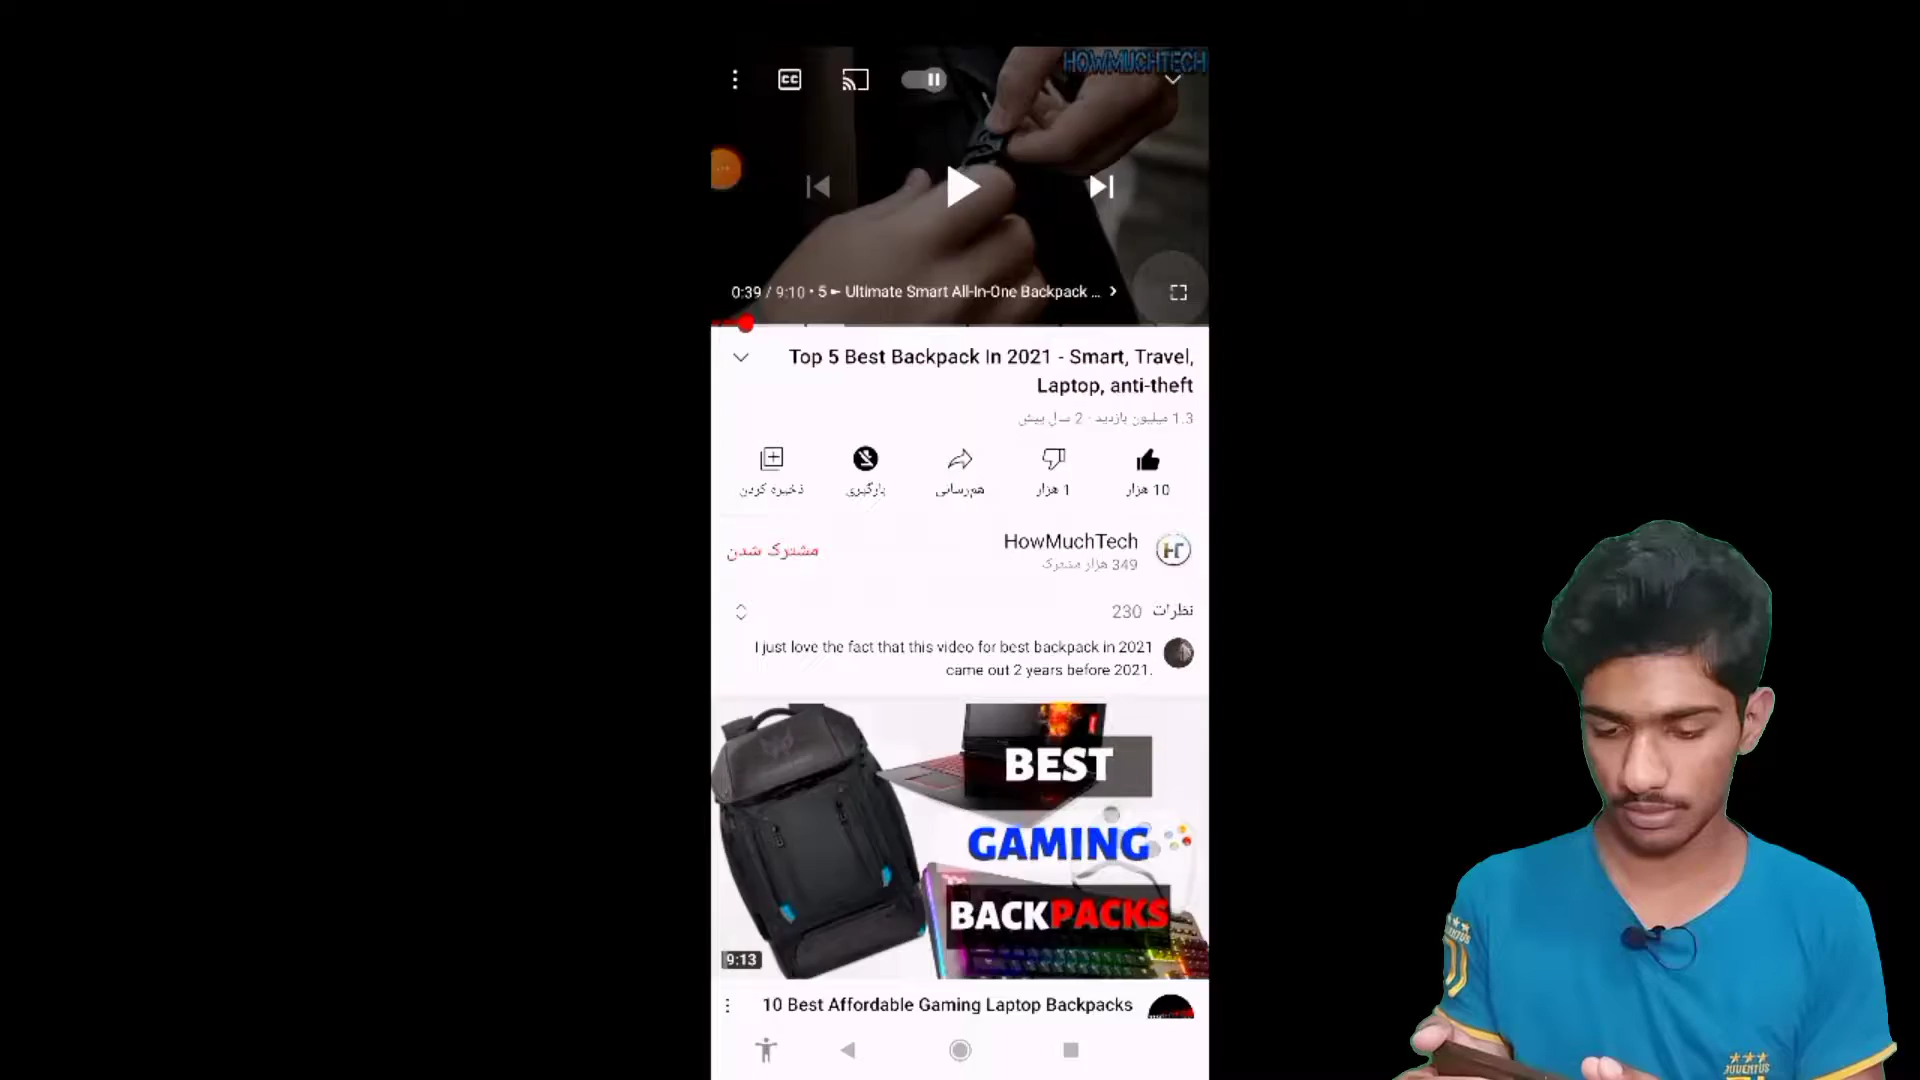 HOWMUCHTECH
CC
0:39 / 9:10 • 5 ► Ultimate Smart All-In-One Backpack ...
Top 5 Best Backpack In 2021 - Smart, Travel,
Laptop, anti-theft
1.3 میلیون بازدید · 2 سال پیش
10 هزار
1 هزار
هم‌رسانی
بارگیری
ذخیره کردن
HowMuchTech
349 هزار مشترک
مشترک شدن
نظرات 230
I just love the fact that this video for best backpack in 2021
came out 2 years before 2021.
BEST
GAMING
BACKPACKS
9:13
10 Best Affordable Gaming Laptop Backpacks
JUVENTUS